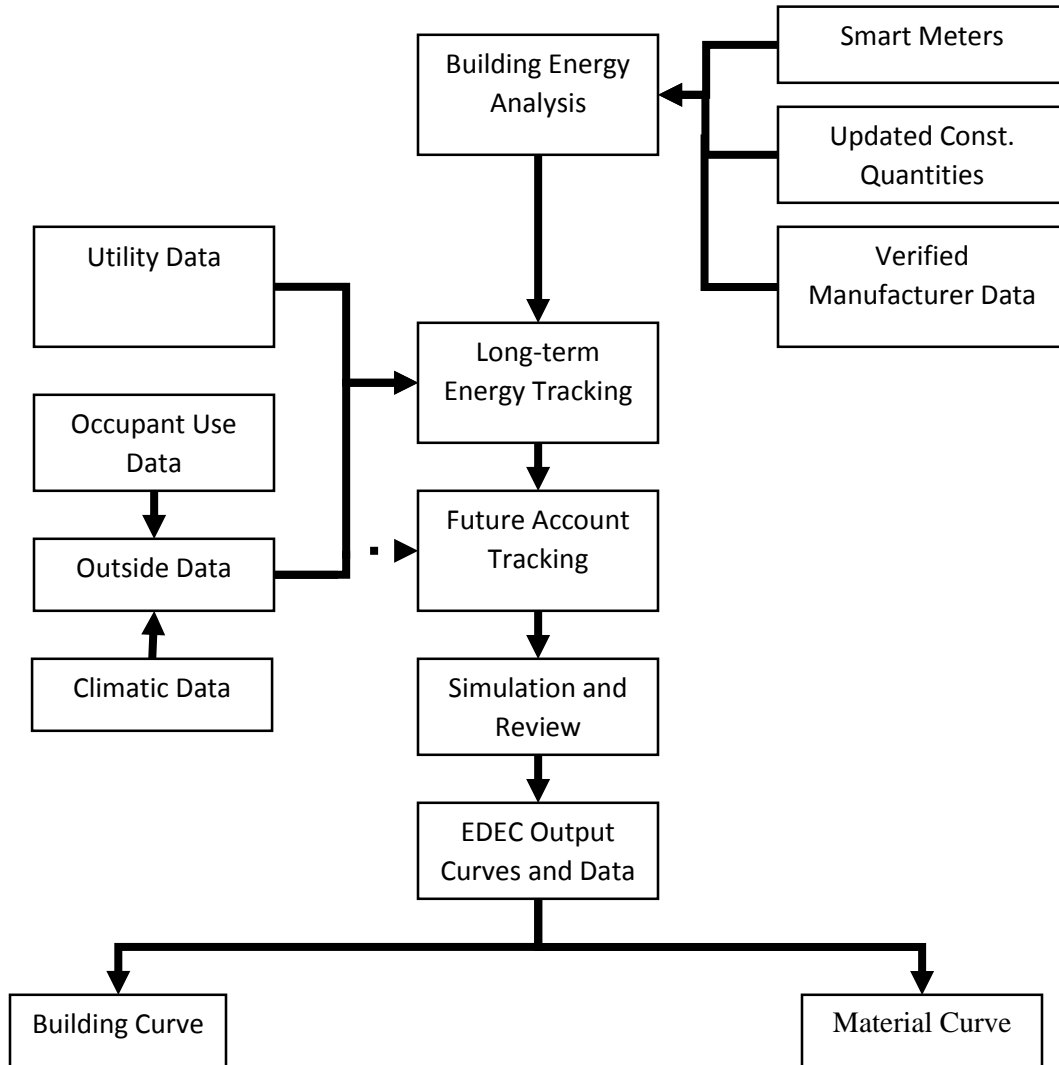 Building Energy
Analysis
Smart Meters
Updated Const.
Quantities
Verified
Manufacturer Data
Utility Data
Long-term
Energy Tracking
Occupant Use
Data
Outside Data
Climatic Data
Future Account
Tracking
Simulation and
Review
EDEC Output
Curves and Data
Building Curve
Material Curve